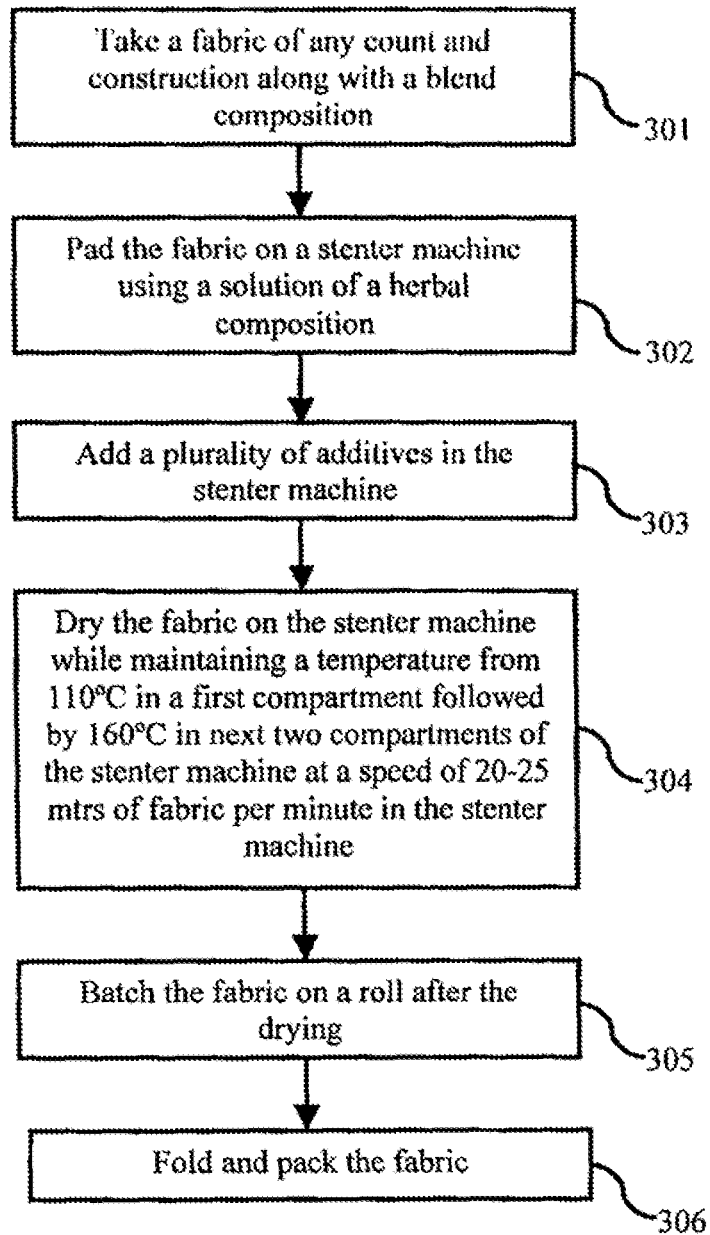 Take a fabric of any count and
construction along with a blend
composition
301
Pad the fabric on a stenter machine
using a solution of a herbal
composition
302
Add a plurality of additives in the
stenter machine
303
Dry the fabric on the stenter machine
while maintaining a temperature from
110°C in a first compartment followed
by 160°C in next two compartments of
the stenter machine at a speed of 20-25
mtrs of fabric per minute in the stenter
machine
304
Batch the fabric on a roll after the
drying
305
Fold and pack the fabric
306